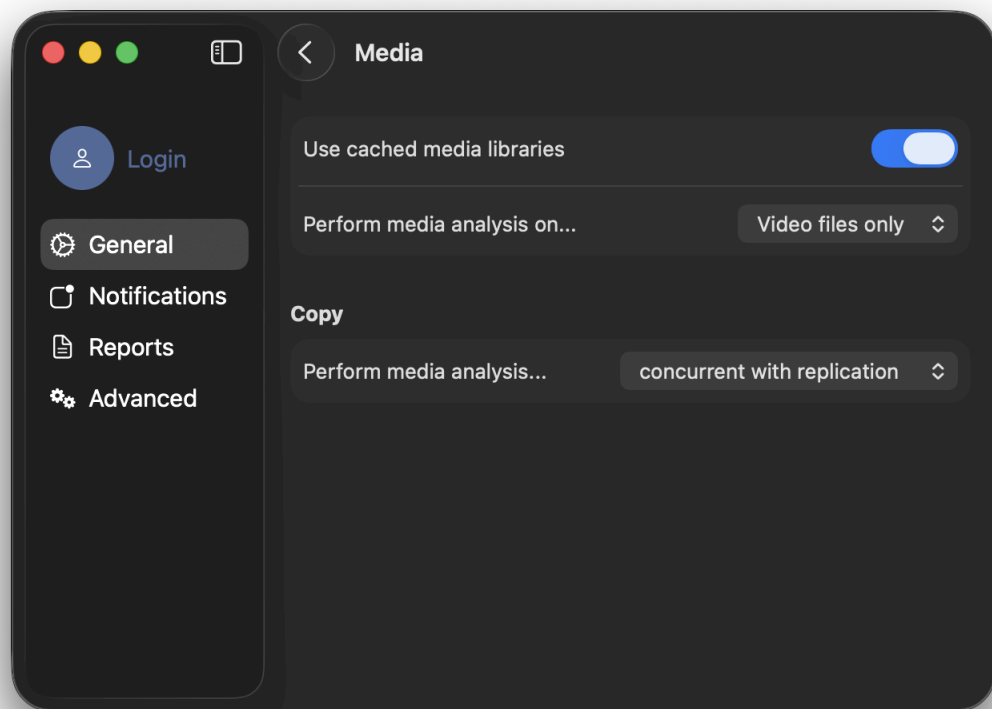 Media
Login
General
Notifications
Reports
Advanced
Use cached media libraries
Perform media analysis on...
Video files only
Copy
Perform media analysis...
concurrent with replication